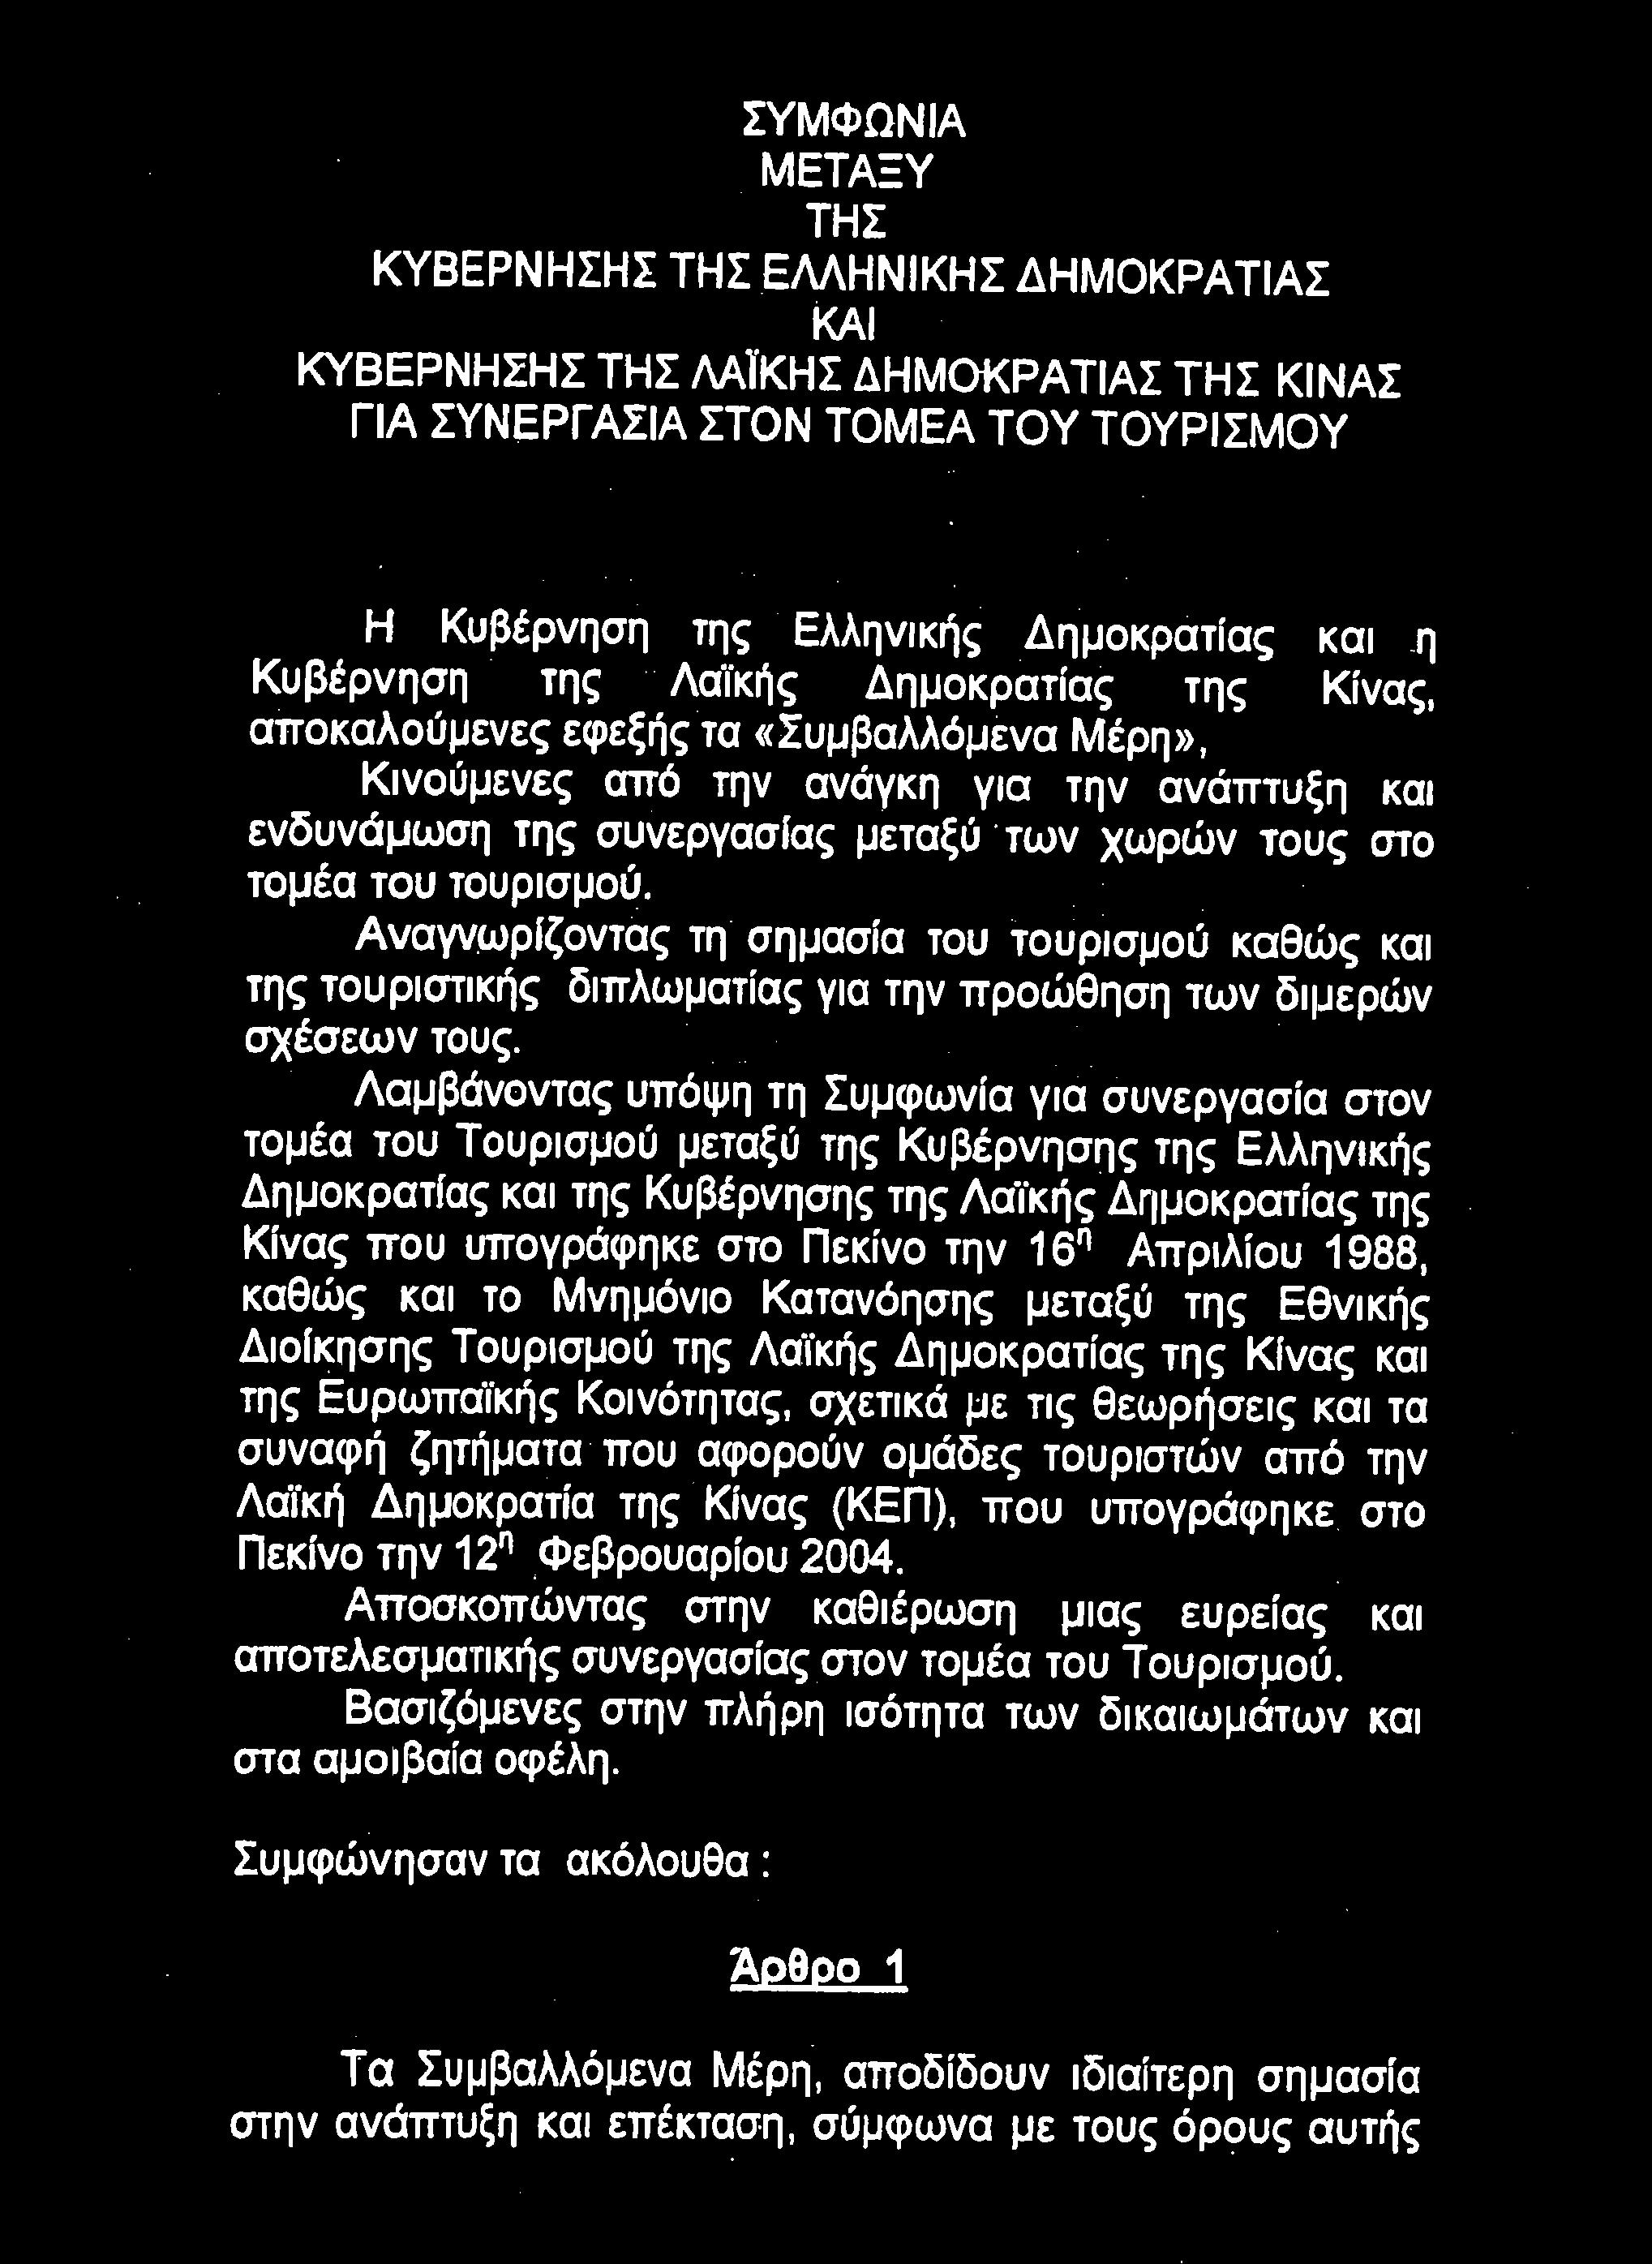 ΣΥΜΦΩΝΙΑ
ΜΕΤΑΞΥ
ΤΗΣ
ΚΥΒΕΡΝΗΣΗΣ ΤΗΣ ΕΛΛΗΝΙΚΗΣ ΔΗΜΟΚΡΑΤΙΑΣ
ΚΑΙ
ΚΥΒΕΡΝΗΣΗΣ ΤΗΣ ΛΑΪΚΗΣ ΔΗΜΟΚΡΑΤΙΑΣ ΤΗΣ ΚΙΝΑΣ
ΓΙΑ ΣΥΝΕΡΓΑΣΙΑ ΣΤΟΝ ΤΟΜΕΑ ΤΟΥ ΤΟΥΡΙΣΜΟΥ
Η Κυβέρνηση της Ελληνικής Δημοκρατίας και η
Κυβέρνηση της Λαϊκής Δημοκρατίας της Κίνας,
αποκαλούμενες εφεξής τα «Συμβαλλόμενα Μέρη»,
Κινούμενες από την ανάγκη για την ανάπτυξη και
ενδυνάμωση της συνεργασίας μεταξύ των χωρών τους στο
τομέα του τουρισμού.
Αναγνωρίζοντας τη σημασία του τουρισμού καθώς και
της τουριστικής διπλωματίας για την προώθηση των διμερών
σχέσεων τους.
Λαμβάνοντας υπόψη τη Συμφωνία για συνεργασία στον
τομέα του Τουρισμού μεταξύ της Κυβέρνησης της Ελληνικής
Δημοκρατίας και της Κυβέρνησης της Λαϊκής Δημοκρατίας της
Κίνας που υπογράφηκε στο Πεκίνο την 16η Απριλίου 1988,
καθώς και το Μνημόνιο Κατανόησης μεταξύ της Εθνικής
Διοίκησης Τουρισμού της Λαϊκής Δημοκρατίας της Κίνας και
της Ευρωπαϊκής Κοινότητας, σχετικά με τις θεωρήσεις και τα
συναφή ζητήματα που αφορούν ομάδες τουριστών από την
Λαϊκή Δημοκρατία της Κίνας (ΚΕΠ), που υπογράφηκε στο
Πεκίνο την 12η Φεβρουαρίου 2004.
Αποσκοπώντας στην καθιέρωση μιας ευρείας και
αποτελεσματικής συνεργασίας στον τομέα του Τουρισμού.
Βασιζόμενες στην πλήρη ισότητα των δικαιωμάτων και
στα αμοιβαία οφέλη.
Συμφώνησαν τα ακόλουθα :
Άρθρο 1
Τα Συμβαλλόμενα Μέρη, αποδίδουν ιδιαίτερη σημασία
στην ανάπτυξη και επέκταση, σύμφωνα με τους όρους αυτής